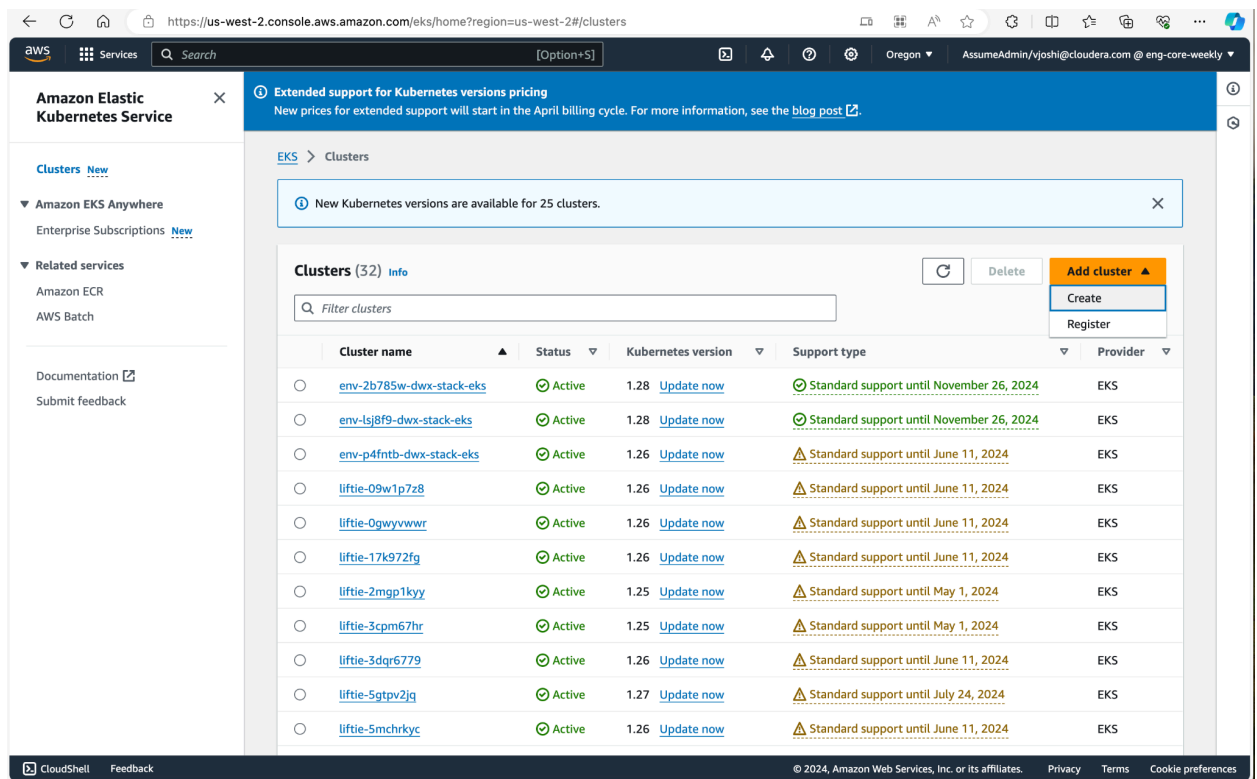 https://us-west-2.console.aws.amazon.com/eks/home?region=us-west-2#/clusters
aws Services Search [Option+S] Oregon ▼ AssumeAdmin/vjoshi@cloudera.com @ eng-core-weekly ▼
Amazon Elastic Kubernetes Service
Clusters New
Amazon EKS Anywhere
Enterprise Subscriptions New
Related services
Amazon ECR
AWS Batch
Documentation
Submit feedback
Extended support for Kubernetes versions pricing
New prices for extended support will start in the April billing cycle. For more information, see the blog post.
EKS > Clusters
New Kubernetes versions are available for 25 clusters.
Clusters (32) Info
Delete
Add cluster ▲
Create
Register
Filter clusters
Cluster name ▲ Status ▽ Kubernetes version ▽ Support type ▽ Provider ▽
env-2b785w-dwx-stack-eks Active 1.28 Update now Standard support until November 26, 2024 EKS
env-lsj8f9-dwx-stack-eks Active 1.28 Update now Standard support until November 26, 2024 EKS
env-p4fntb-dwx-stack-eks Active 1.26 Update now Standard support until June 11, 2024 EKS
liftie-09w1p7z8 Active 1.26 Update now Standard support until June 11, 2024 EKS
liftie-0gwyvwwr Active 1.26 Update now Standard support until June 11, 2024 EKS
liftie-17k972fg Active 1.26 Update now Standard support until June 11, 2024 EKS
liftie-2mgp1kyy Active 1.25 Update now Standard support until May 1, 2024 EKS
liftie-3cpm67hr Active 1.25 Update now Standard support until May 1, 2024 EKS
liftie-3dqr6779 Active 1.26 Update now Standard support until June 11, 2024 EKS
liftie-5gtpv2jq Active 1.27 Update now Standard support until July 24, 2024 EKS
liftie-5mchrkyc Active 1.26 Update now Standard support until June 11, 2024 EKS
CloudShell Feedback © 2024, Amazon Web Services, Inc. or its affiliates. Privacy Terms Cookie preferences